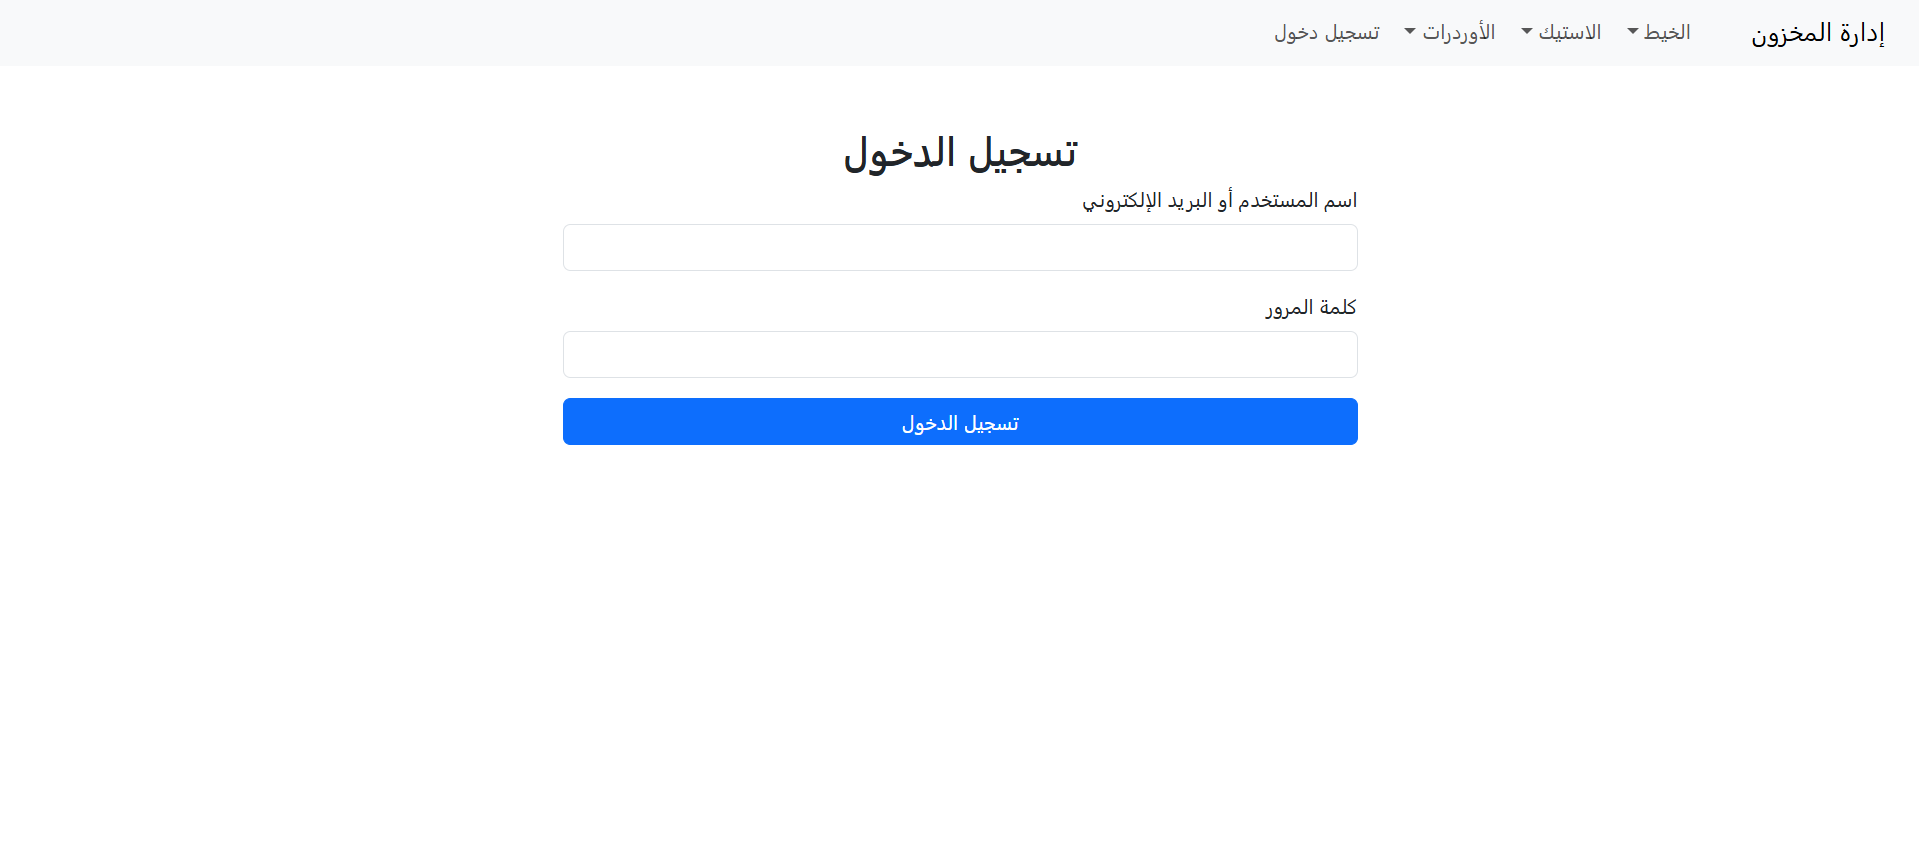 إدارة المخزون
الخيط
الاستيك
الأوردرات
تسجيل دخول
تسجيل الدخول
اسم المستخدم أو البريد الإلكتروني
كلمة المرور
تسجيل الدخول